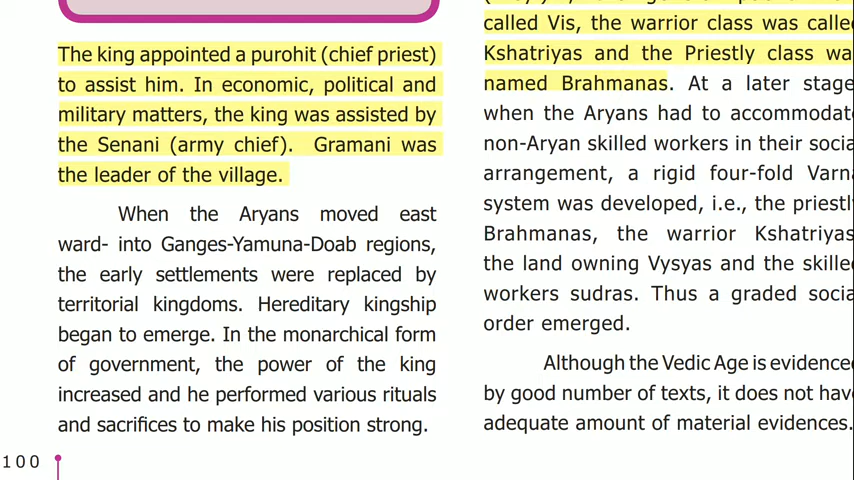 The king appointed a purohit (chief priest)
to assist him. In economic, political and
military matters, the king was assisted by
the Senani (army chief). Gramani was
the leader of the village.
When the Aryans moved east
ward- into Ganges-Yamuna-Doab regions,
the early settlements were replaced by
territorial kingdoms. Hereditary kingship
began to emerge. In the monarchical form
of government, the power of the king
increased and he performed various rituals
and sacrifices to make his position strong.
100
called Vis, the warrior class was called
Kshatriyas and the Priestly class wa
named Brahmanas. At a later stage
when the Aryans had to accommodate
non-Aryan skilled workers in their socia
arrangement, a rigid four-fold Varna
system was developed, i.e., the priestly
Brahmanas, the warrior Kshatriyas
the land owning Vysyas and the skille
workers sudras. Thus a graded socia
order emerged.
Although the Vedic Age is evidence
by good number of texts, it does not have
adequate amount of material evidences.